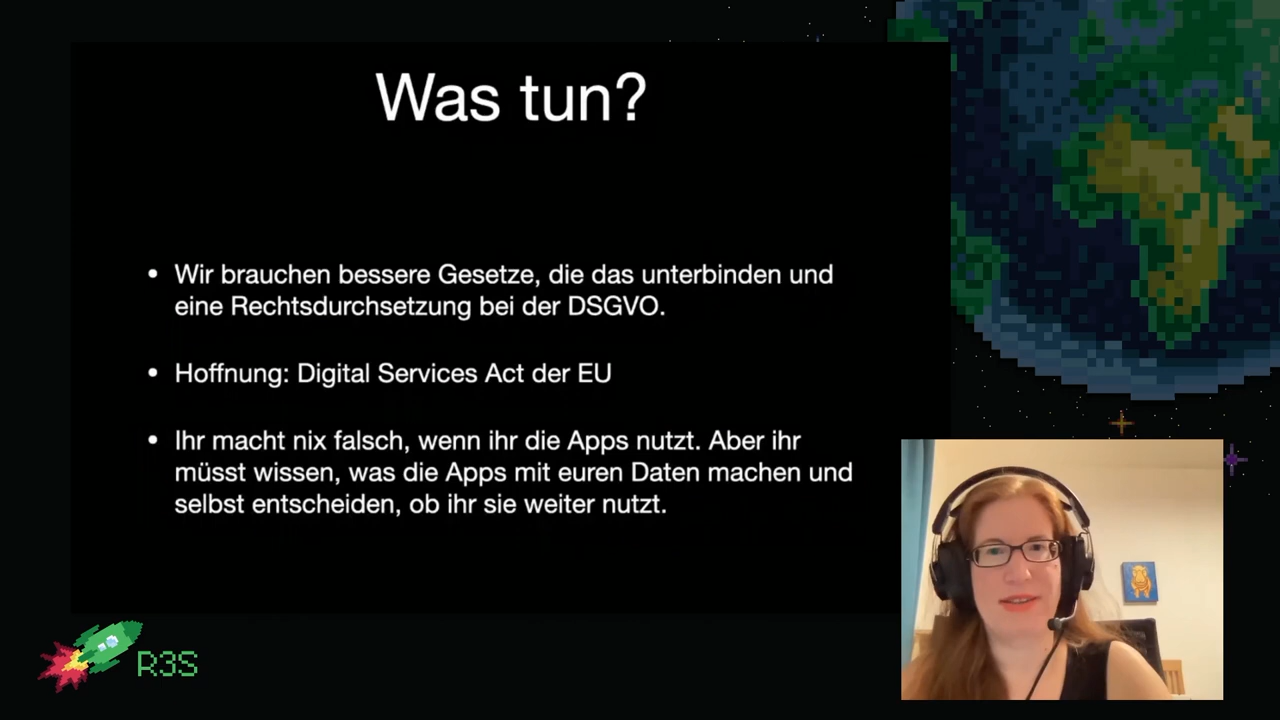 Was tun?
• Wir brauchen bessere Gesetze, die das unterbinden und
eine Rechtsdurchsetzung bei der DSGVO.
• Hoffnung: Digital Services Act der EU
• Ihr macht nix falsch, wenn ihr die Apps nutzt. Aber ihr
müsst wissen, was die Apps mit euren Daten machen und
selbst entscheiden, ob ihr sie weiter nutzt.
R3S